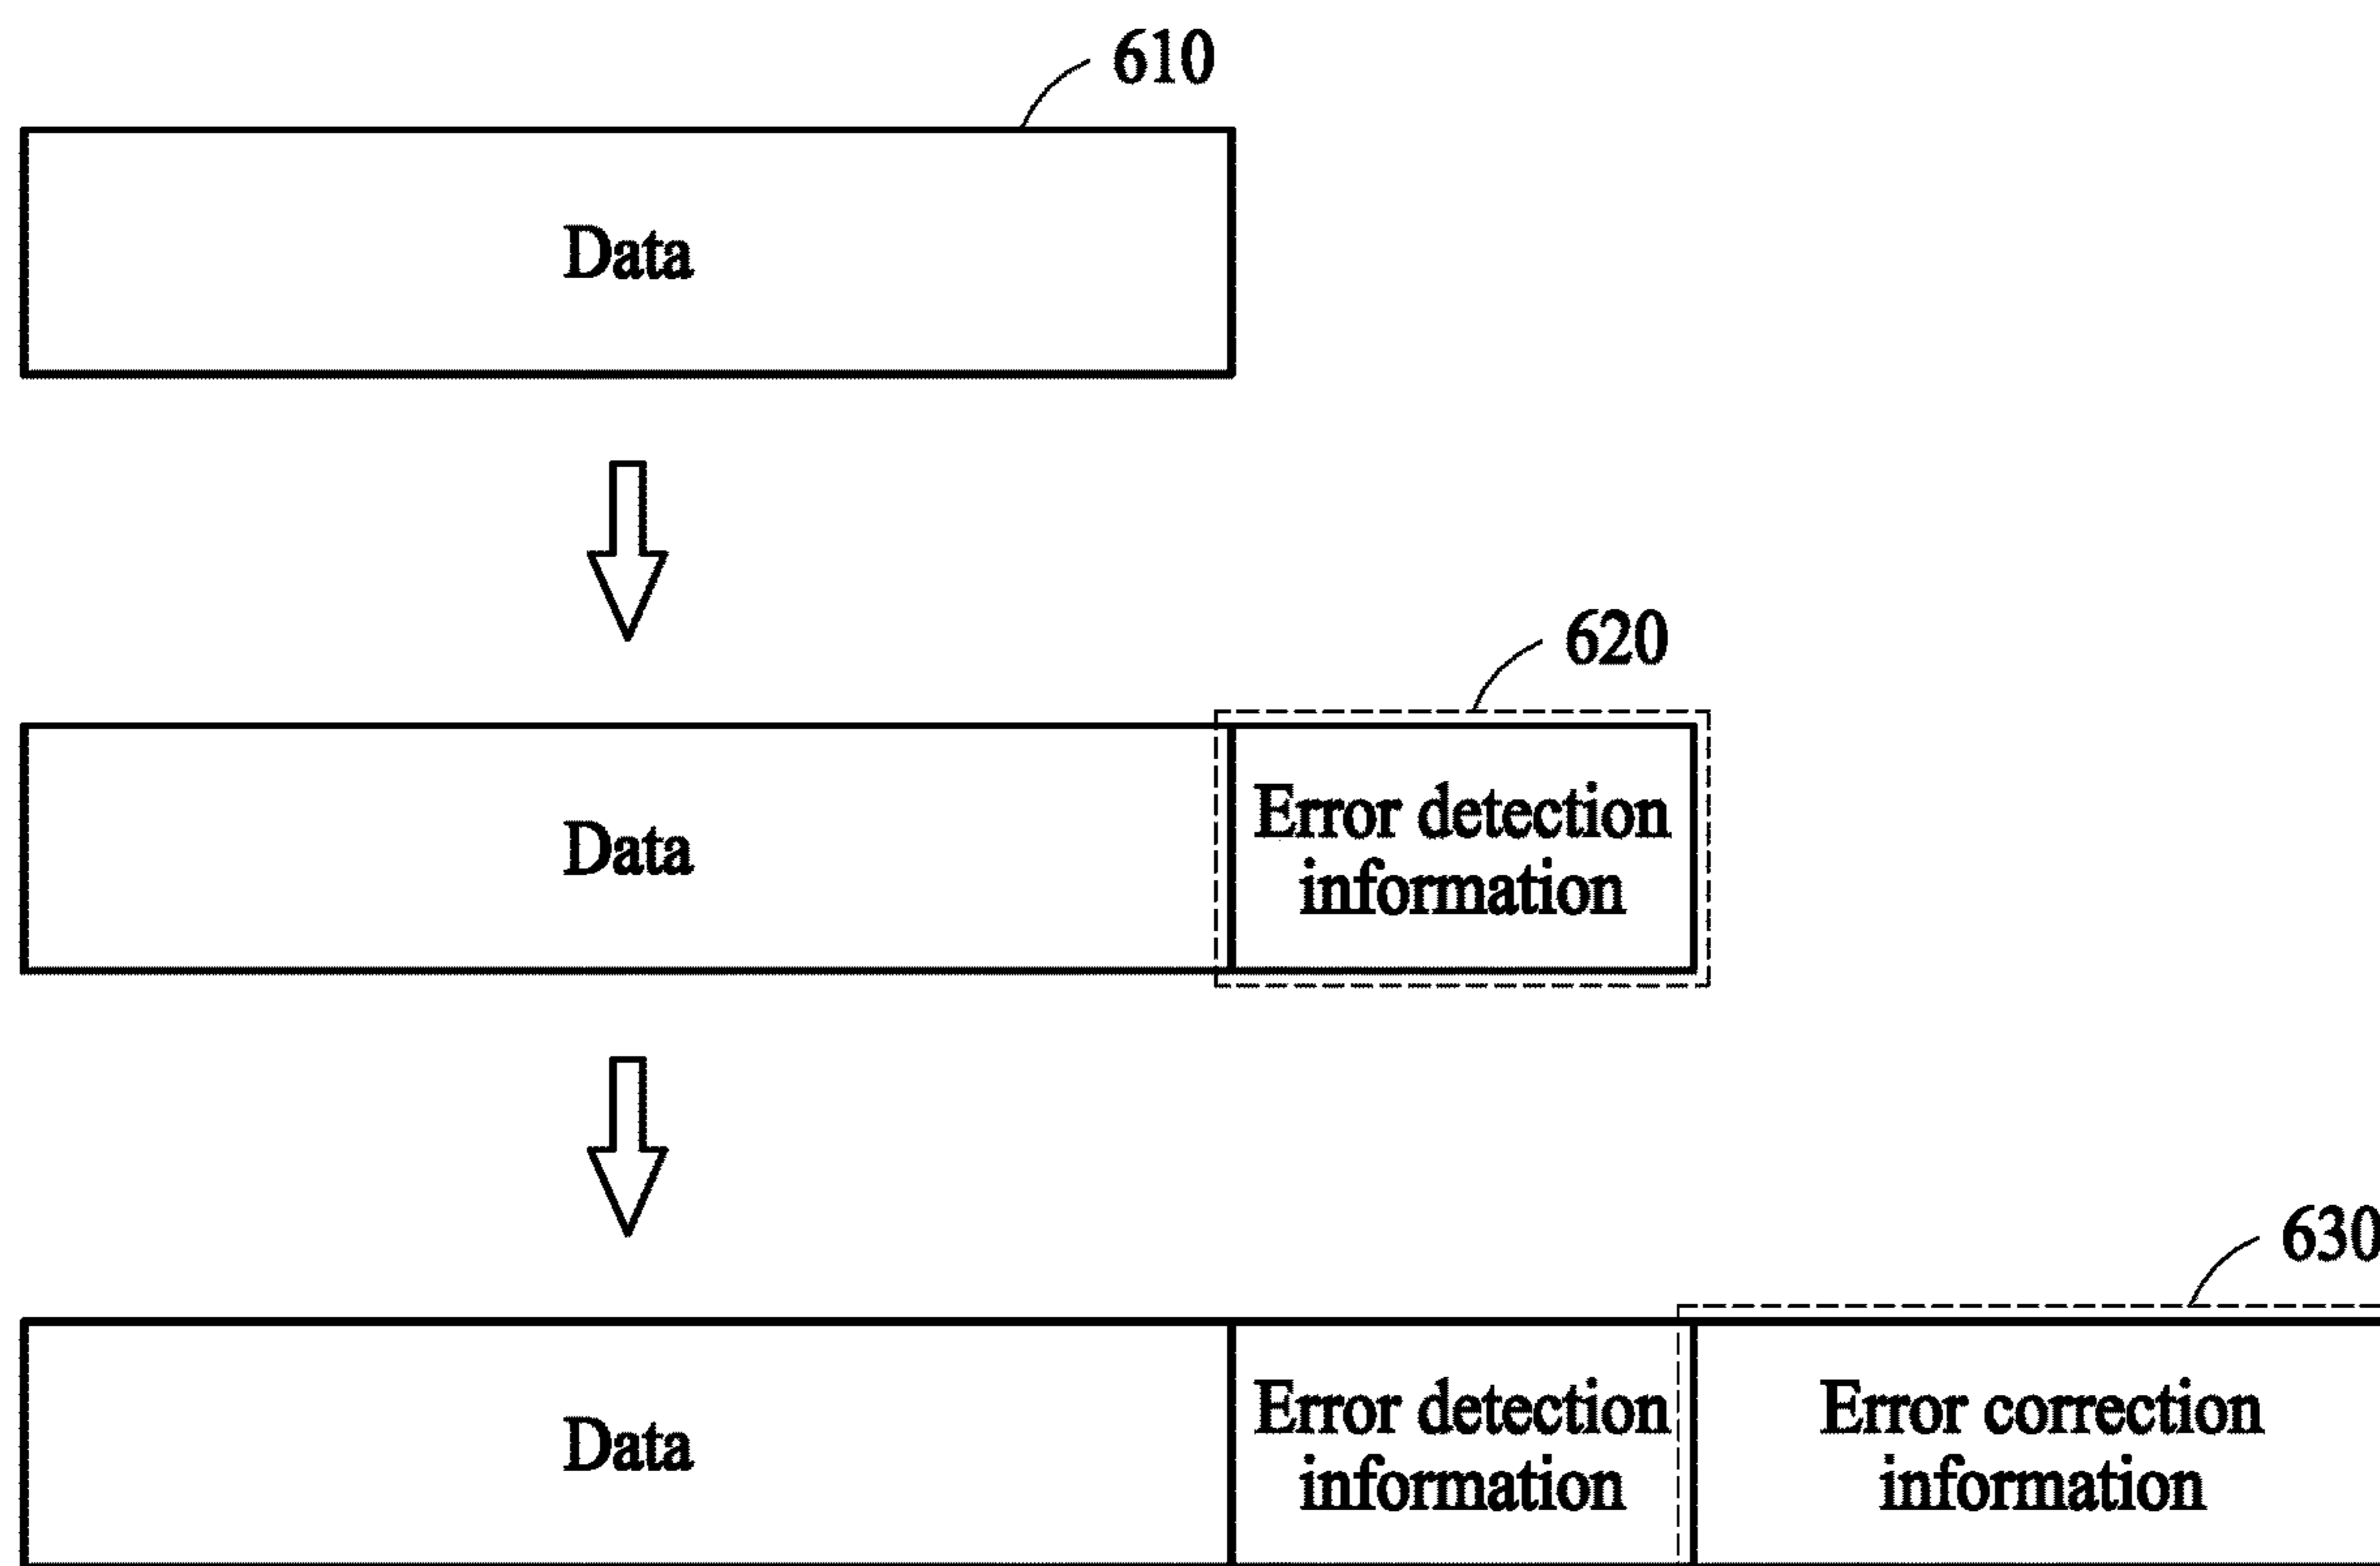 610
Data
620
Data
Error detection
information
630
Data
Error detection
information
Error correction
information